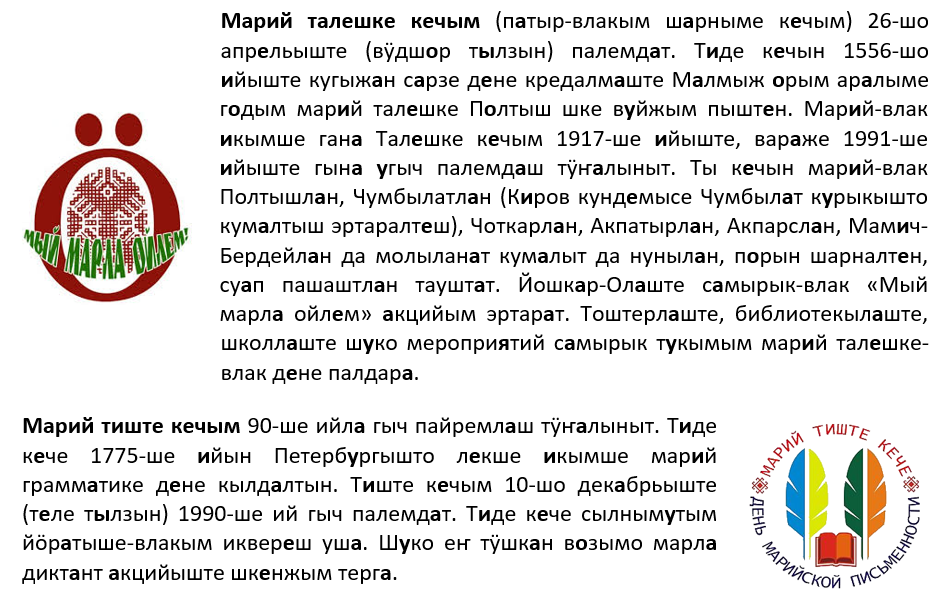 Марий талешке кечым (патыр-влакым шарныме кечым) 26-шо
апрельыште (вӱдшор тылзын) палемдат. Тиде кечын 1556-шо
ийыште кугыжан сарзе дене кредалмаште Малмыж орым аралыме
годым марий талешке Полтыш шке вуйжым пыштен. Марий-влак
икымше гана Талешке кечым 1917-ше ийыште, вараже 1991-ше
ийыште гына угыч палемдаш тӱҥалыныт. Ты кечын марий-влак
Полтышлан, Чумбылатлан (Киров кундемысе Чумбылат курыкышто
кумалтыш эртаралтеш), Чоткарлан, Акпатырлан, Акпарслан, Мамич-
Бердейлан да молыланат кумалыт да нунылан, порын шарналтен,
суап пашаштлан тауштат. Йошкар-Олаште самырык-влак «Мый
марла ойлем» акцийым эртарат. Тоштерлаште, библиотекылаште,
школлаште шуко мероприятий самырык тукымым марий талешке-
влак дене палдара.
МЫЙ МАРЛА ОЙЛЕМ!
Марий тиште кечым 90-ше ийла гыч пайремлаш тӱҥалыныт. Тиде
кече 1775-ше ийын Петербургышто лекше икымше марий
грамматике дене кылдалтын. Тиште кечым 10-шо декабрьыште
(теле тылзын) 1990-ше ий гыч палемдат. Тиде кече сылнымутым
йӧратыше-влакым иквереш уша. Шуко еҥ тӱшкан возымо марла
диктант акцийыште шкенжым терга.
МАРИЙ ТИШТЕ КЕЧЕ
ДЕНЬ МАРИЙСКОЙ ПИСЬМЕННОСТИ